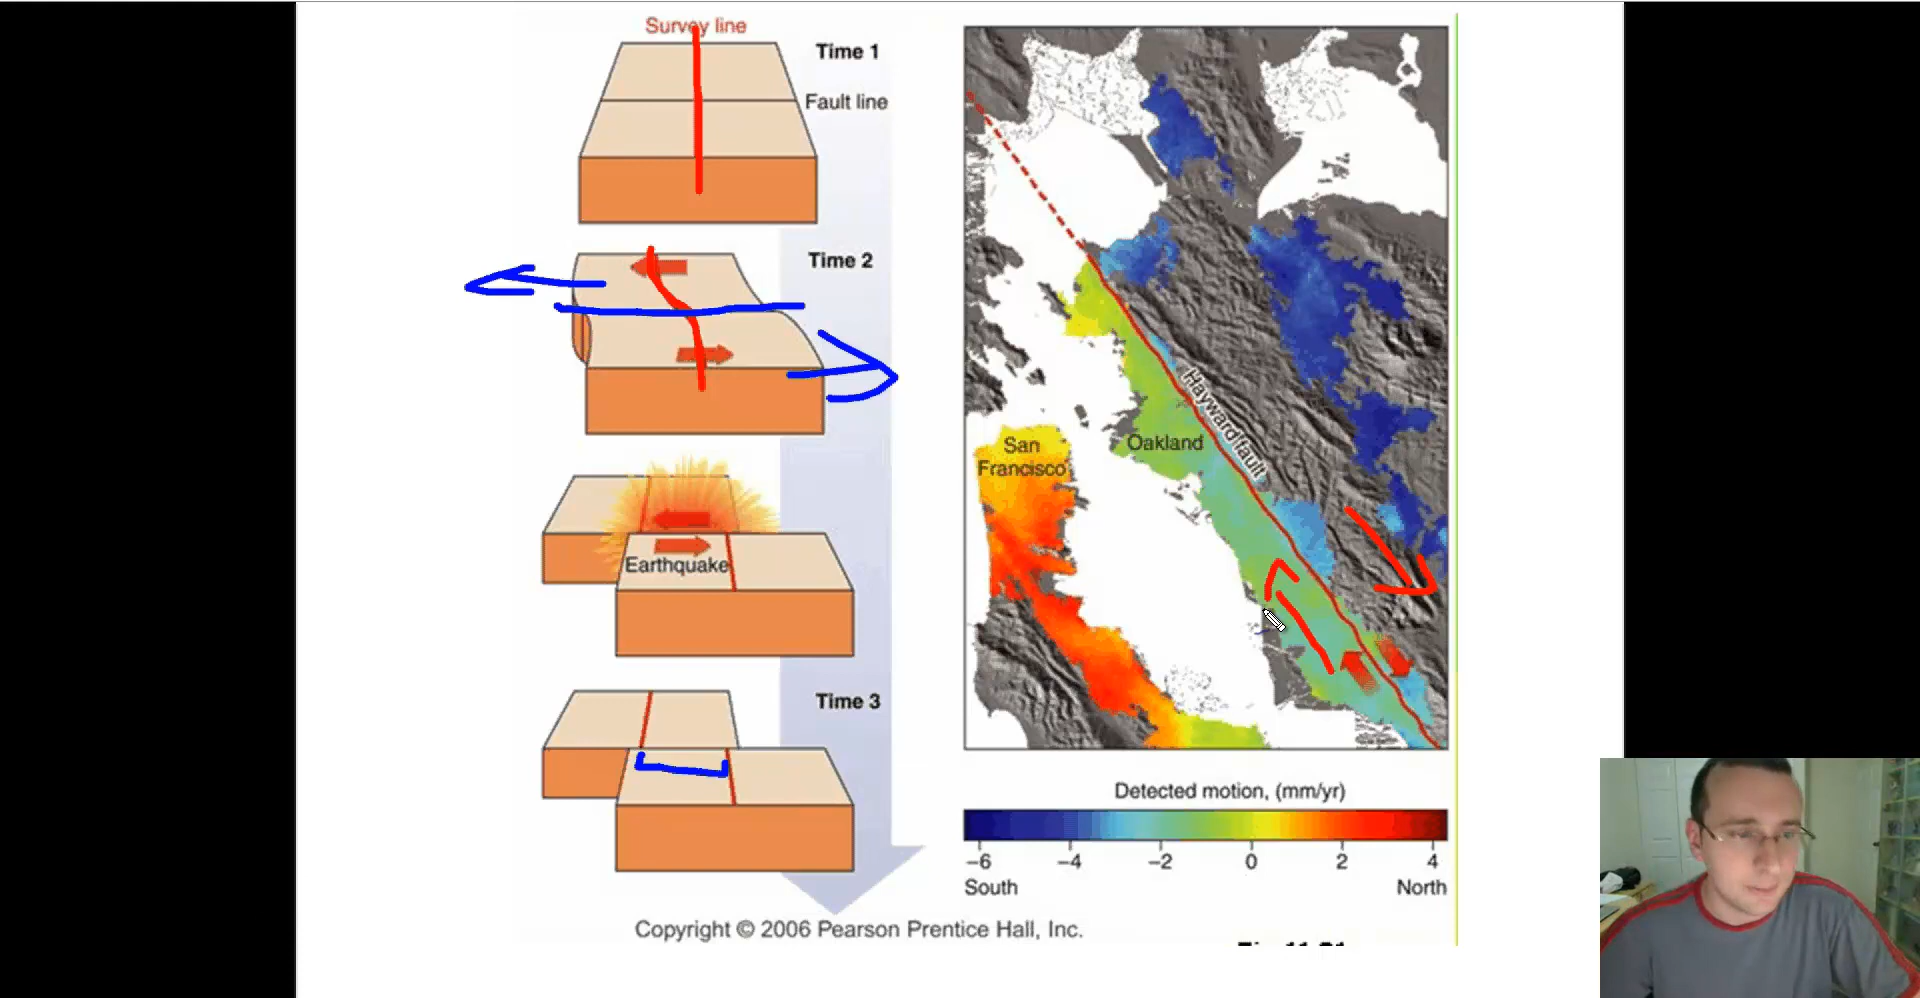 Survey line
Time 1
Fault line
Time 2
Earthquake
Time 3
San
Francisco
Oakland
Hayward fault
Detected motion, (mm/yr)
−6 −4 −2 0 2 4
South North
Copyright © 2006 Pearson Prentice Hall, Inc.